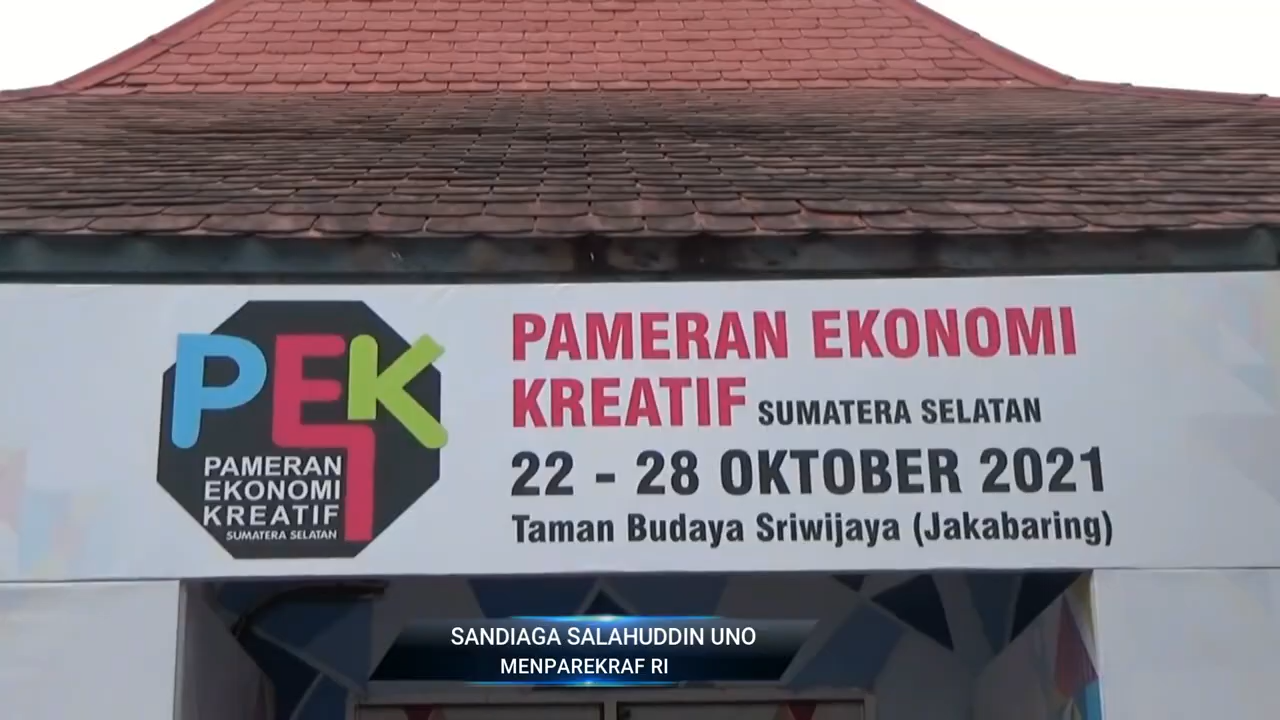 PEK
PAMERAN
EKONOMI
KREATIF
SUMATERA SELATAN
PAMERAN EKONOMI
KREATIF SUMATERA SELATAN
22 - 28 OKTOBER 2021
Taman Budaya Sriwijaya (Jakabaring)
SANDIAGA SALAHUDDIN UNO
MENPAREKRAF RI